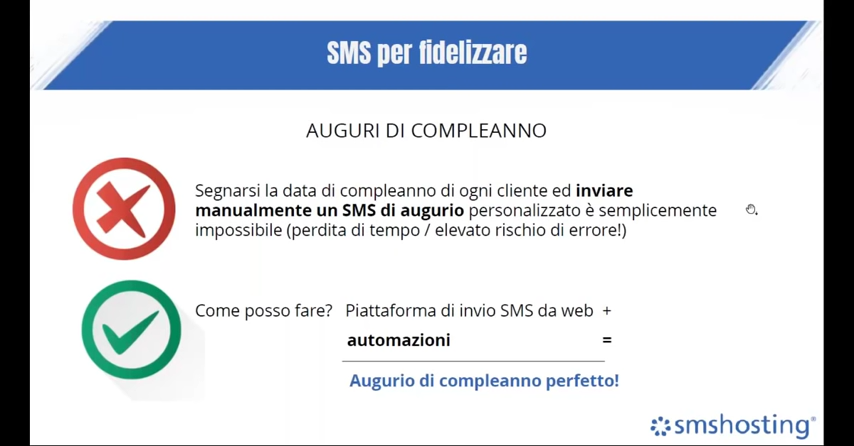 SMS per fidelizzare
AUGURI DI COMPLEANNO
Segnarsi la data di compleanno di ogni cliente ed inviare
manualmente un SMS di augurio personalizzato è semplicemente
impossibile (perdita di tempo / elevato rischio di errore!)
Come posso fare? Piattaforma di invio SMS da web +
automazioni =
Augurio di compleanno perfetto!
smshosting®